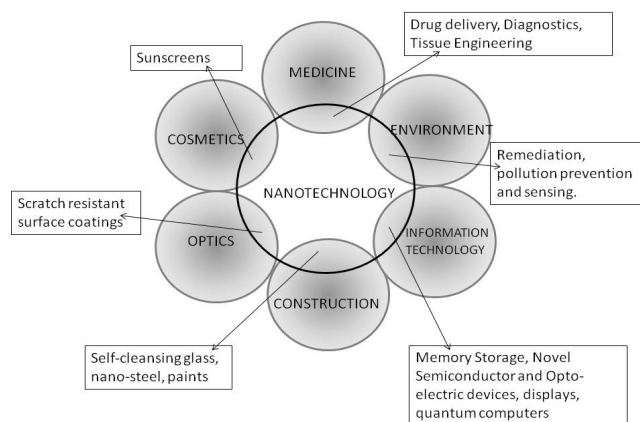 Drug delivery, Diagnostics,
Tissue Engineering
Sunscreens
MEDICINE
COSMETICS
ENVIRONMENT
Remediation,
pollution prevention
and sensing.
NANOTECHNOLOGY
Scratch resistant
surface coatings
OPTICS
INFORMATION
TECHNOLOGY
CONSTRUCTION
Self-cleansing glass,
nano-steel, paints
Memory Storage, Novel
Semiconductor and Opto-
electric devices, displays,
quantum computers